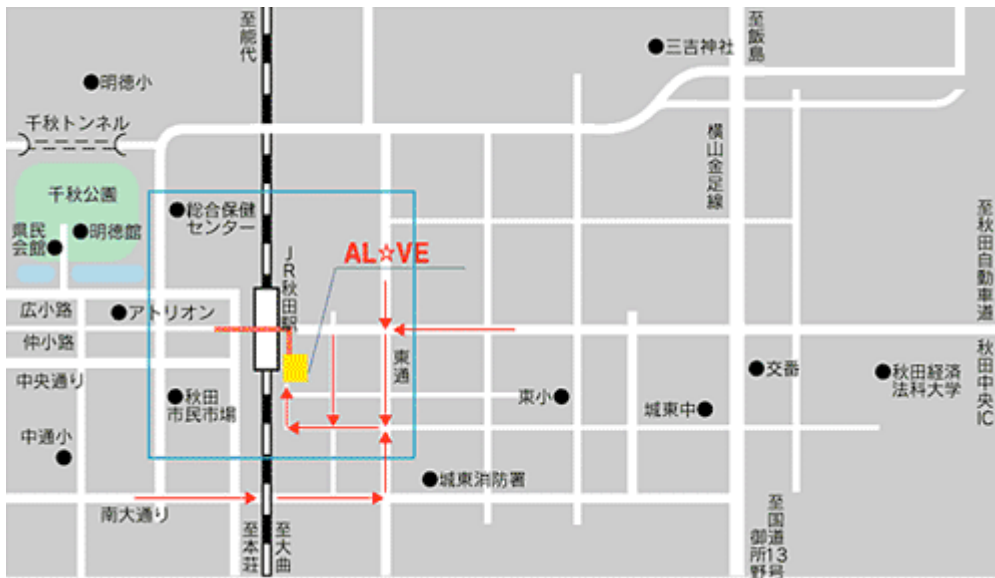 至能代
至飯島
三吉神社
明徳小
千秋トンネル
横山金足線
千秋公園
総合保健
センター
県民
会館
明徳館
至秋田自動車道
秋田中央IC
AL☆VE
JR秋田駅
広小路
アトリオン
仲小路
東通
中央通り
交番
秋田経済
法科大学
秋田
市民市場
東小
城東中
中通小
城東消防署
南大通り
至本荘
至大曲
至国道13号
御所野